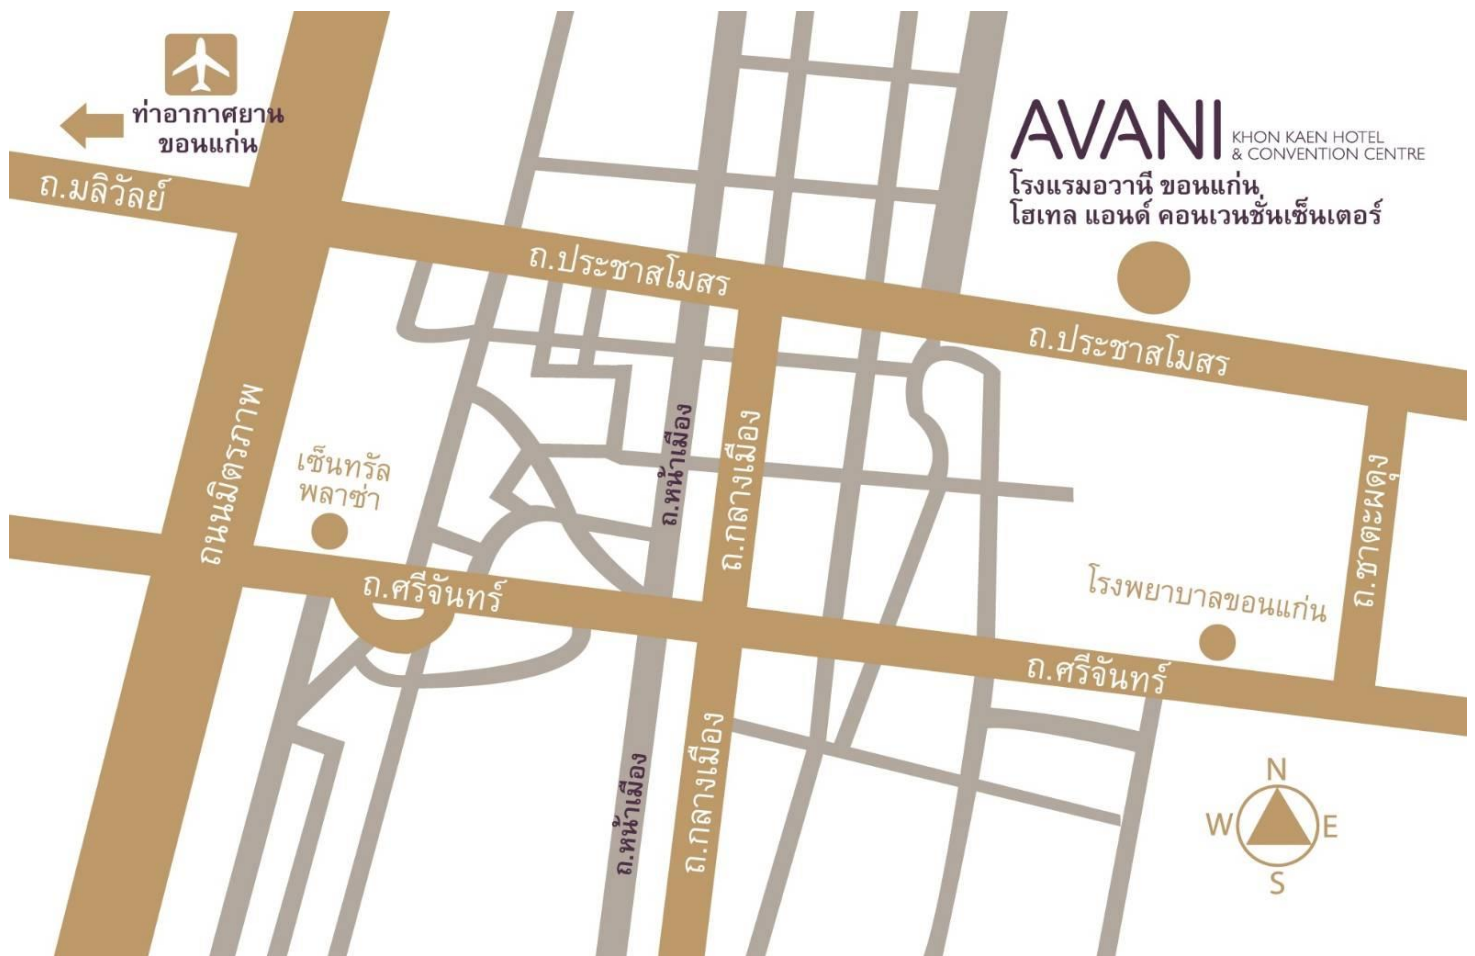 ท่าอากาศยาน
ขอนแก่น
AVANI
KHON KAEN HOTEL
& CONVENTION CENTRE
โรงแรมอวานี ขอนแก่น
โฮเทล แอนด์ คอนเวนชั่นเซ็นเตอร์
ถ.มลิวัลย์
ถ.ประชาสโมสร
ถ.ประชาสโมสร
ถนนมิตรภาพ
เซ็นทรัล
พลาซ่า
ถ.หน้าเมือง
ถ.กลางเมือง
ถ.ชาตะผดุง
ถ.ศรีจันทร์
โรงพยาบาลขอนแก่น
ถ.ศรีจันทร์
ถ.หน้าเมือง
ถ.กลางเมือง
N
W
E
S